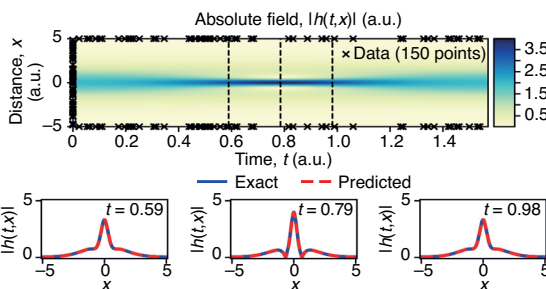 Absolute field, |h(t,x)| (a.u.)
Distance, x
(a.u.)
5
0
−5
× Data (150 points)
3.5
2.5
1.5
0.5
0 0.2 0.4 0.6 0.8 1.0 1.2 1.4
Time, t (a.u.)
Exact Predicted
|h(t,x)|
5
0
t = 0.59
−5 0 5
x
|h(t,x)|
5
0
t = 0.79
−5 0 5
x
|h(t,x)|
5
0
t = 0.98
−5 0 5
x